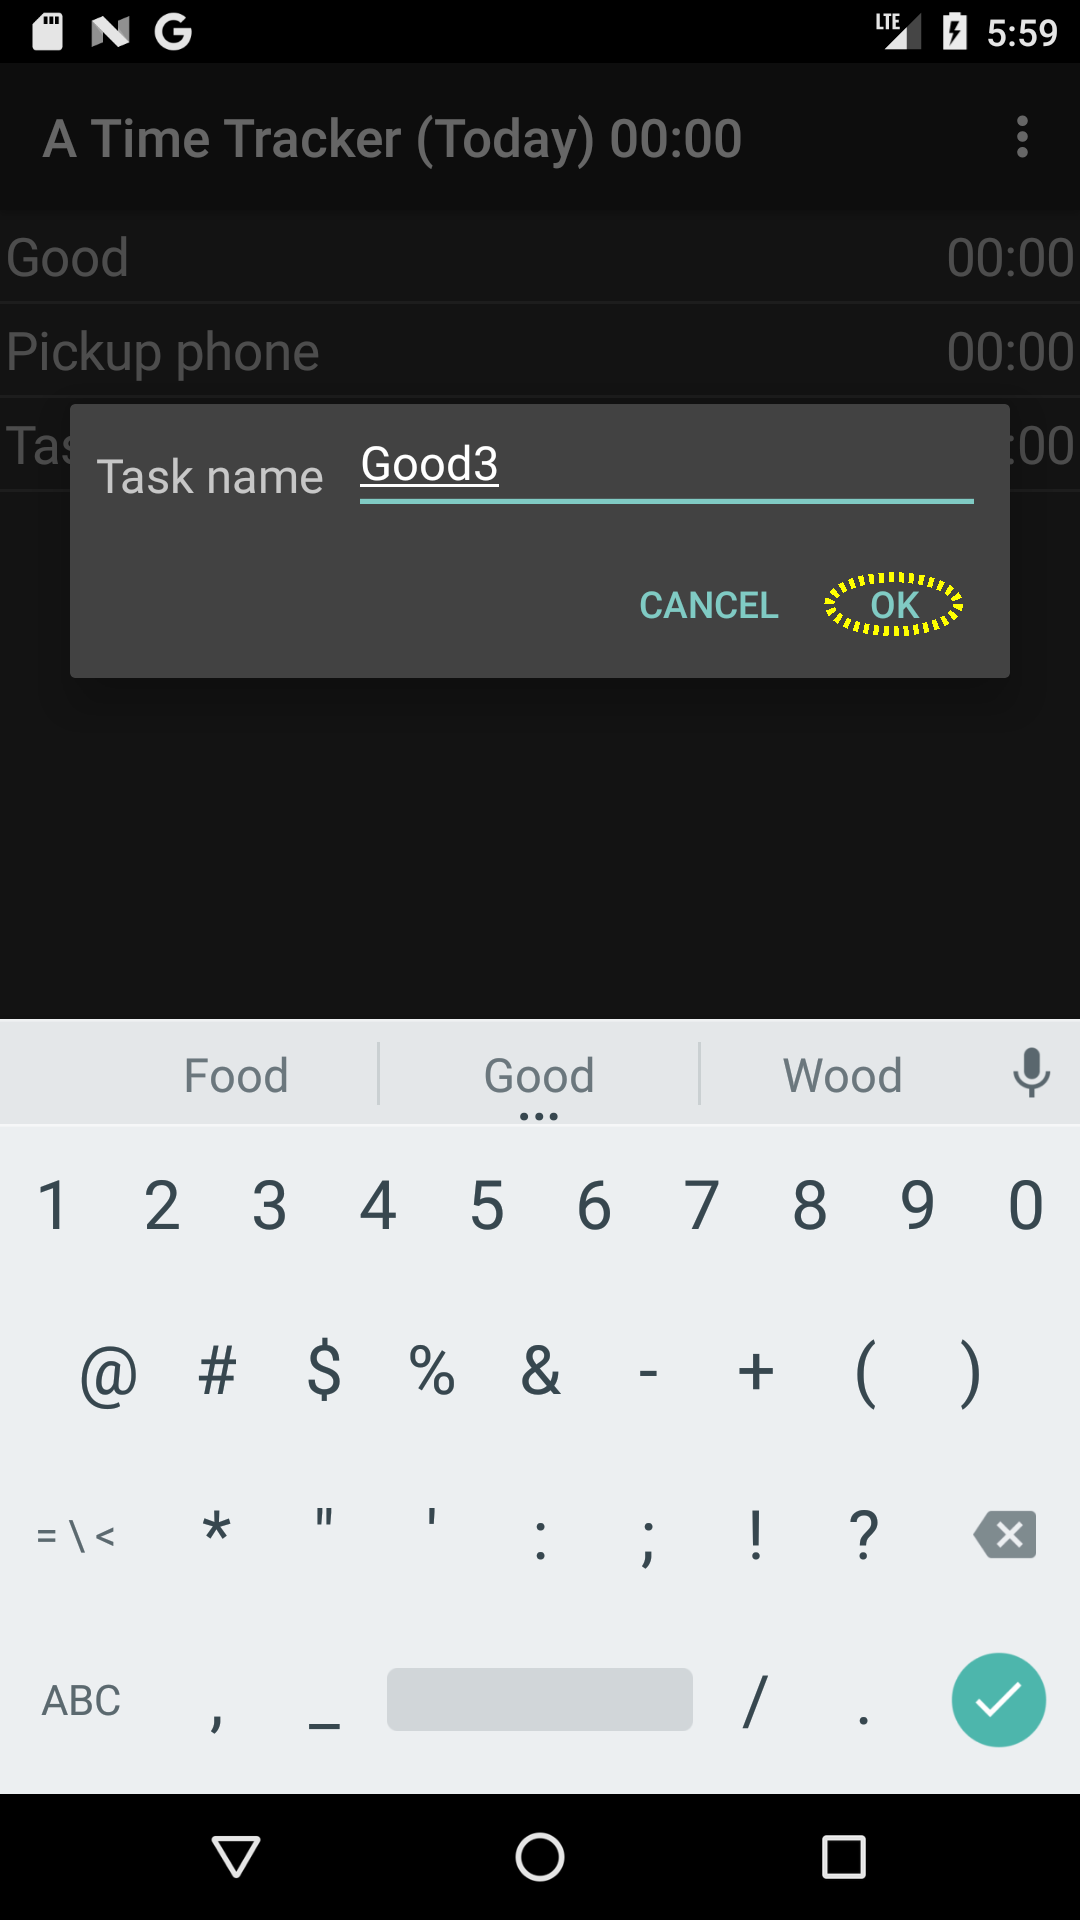 LTE 5:59
A Time Tracker (Today) 00:00
Good 00:00
Pickup phone 00:00
Tas :00
Task name Good3
CANCEL OK
Food Good Wood
1 2 3 4 5 6 7 8 9 0
@ # $ % & - + ( )
= \ < * " ' : ; ! ?
ABC , _ / .